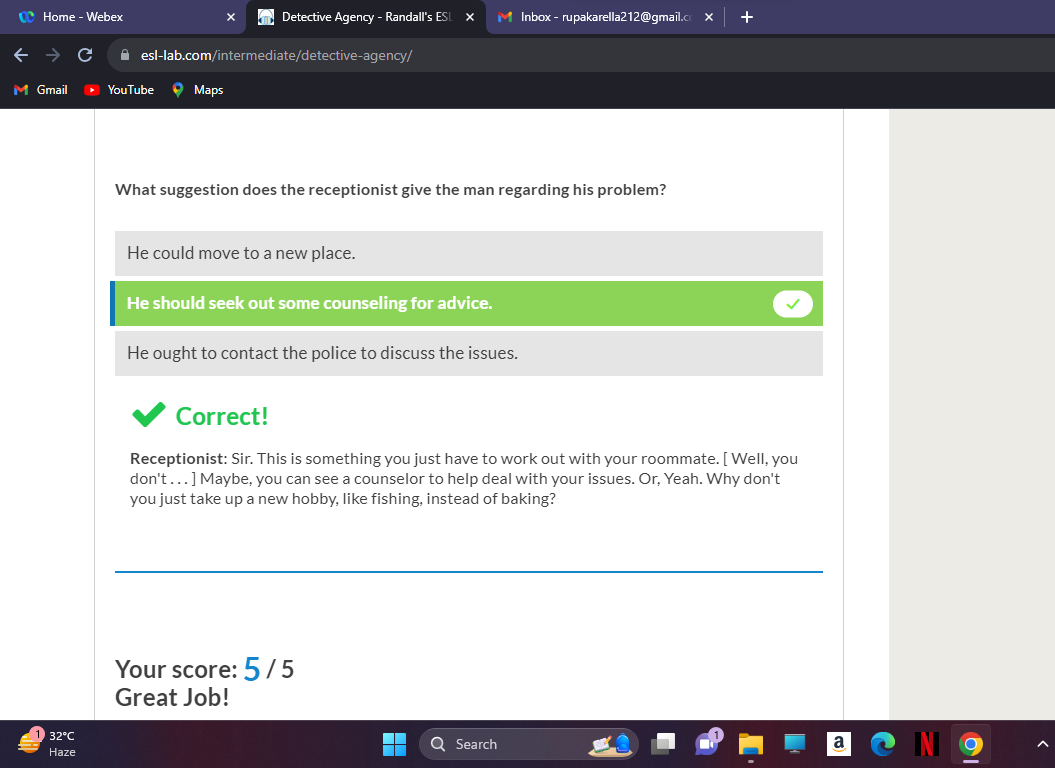 Home - Webex
Detective Agency - Randall's ESL
Inbox - rupakarella212@gmail.c
esl-lab.com/intermediate/detective-agency/
Gmail YouTube Maps
What suggestion does the receptionist give the man regarding his problem?
He could move to a new place.
He should seek out some counseling for advice.
He ought to contact the police to discuss the issues.
Correct!
Receptionist: Sir. This is something you just have to work out with your roommate. [ Well, you
don't . . . ] Maybe, you can see a counselor to help deal with your issues. Or, Yeah. Why don't
you just take up a new hobby, like fishing, instead of baking?
Your score: 5 / 5
Great Job!
1
32°C
Haze
Search
1
a
N